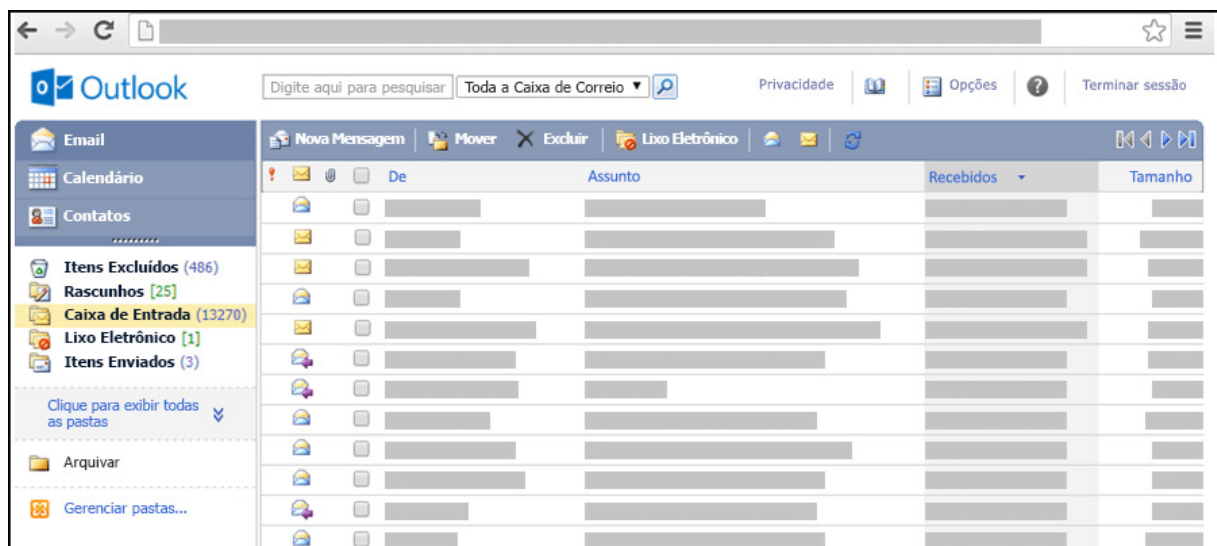 Outlook
Digite aqui para pesquisar Toda a Caixa de Correio Privacidade Opções Terminar sessão
Email
Nova Mensagem Mover Excluir Lixo Eletrônico
Calendário
De Assunto Recebidos Tamanho
Contatos
Itens Excluídos (486)
Rascunhos [25]
Caixa de Entrada (13270)
Lixo Eletrônico [1]
Itens Enviados (3)
Clique para exibir todas
as pastas
Arquivar
Gerenciar pastas...